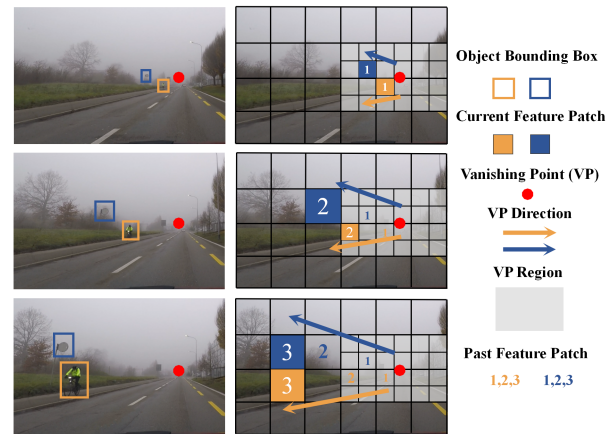 Object Bounding Box
Current Feature Patch
Vanishing Point (VP)
VP Direction
VP Region
Past Feature Patch
1,2,3 1,2,3
1
1
2
1
2
1
3
2
1
3
2
1